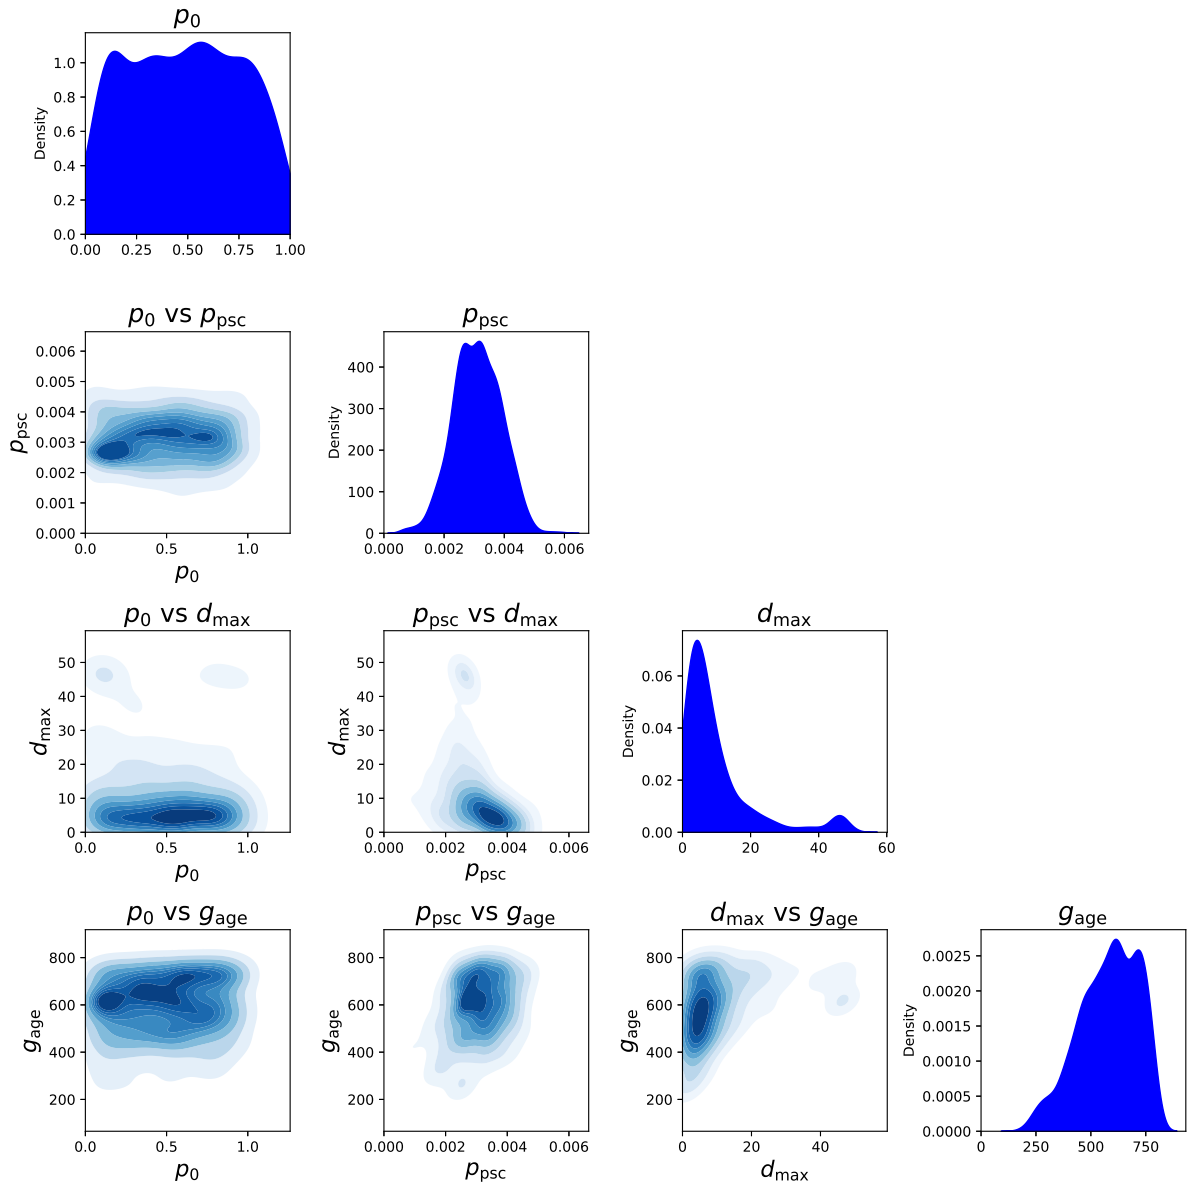 p0
Density
1.0
0.8
0.6
0.4
0.2
0.0
0.00 0.25 0.50 0.75 1.00
p0 vs ppsc
ppsc
0.006
0.005
0.004
0.003
0.002
0.001
0.000
0.0 0.5 1.0
p0
ppsc
Density
400
300
200
100
0
0.000 0.002 0.004 0.006
p0 vs dmax
dmax
50
40
30
20
10
0
0.0 0.5 1.0
p0
ppsc vs dmax
dmax
50
40
30
20
10
0
0.000 0.002 0.004 0.006
ppsc
dmax
Density
0.06
0.04
0.02
0.00
0 20 40 60
p0 vs gage
gage
800
600
400
200
0.0 0.5 1.0
p0
ppsc vs gage
gage
800
600
400
200
0.000 0.002 0.004 0.006
ppsc
dmax vs gage
gage
800
600
400
200
0 20 40
dmax
gage
Density
0.0025
0.0020
0.0015
0.0010
0.0005
0.0000
0 250 500 750